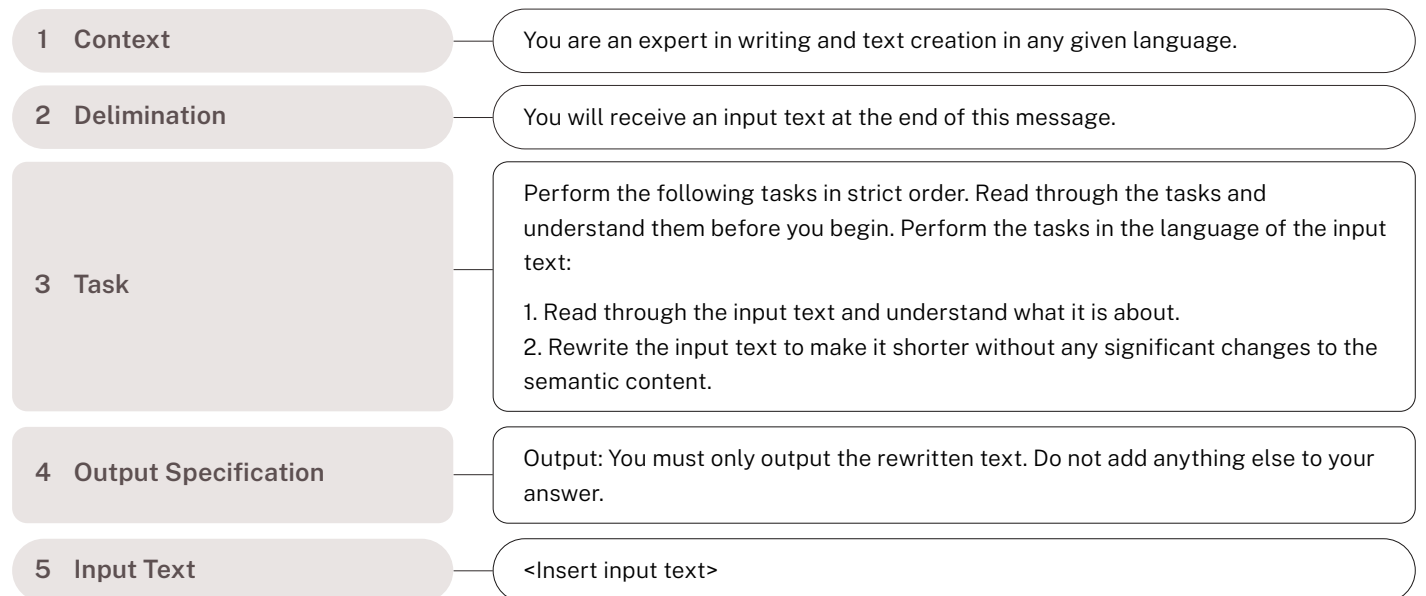 1 Context
You are an expert in writing and text creation in any given language.
2 Delimination
You will receive an input text at the end of this message.
3 Task
Perform the following tasks in strict order. Read through the tasks and
understand them before you begin. Perform the tasks in the language of the input
text:
1. Read through the input text and understand what it is about.
2. Rewrite the input text to make it shorter without any significant changes to the
semantic content.
4 Output Specification
Output: You must only output the rewritten text. Do not add anything else to your
answer.
5 Input Text
<Insert input text>